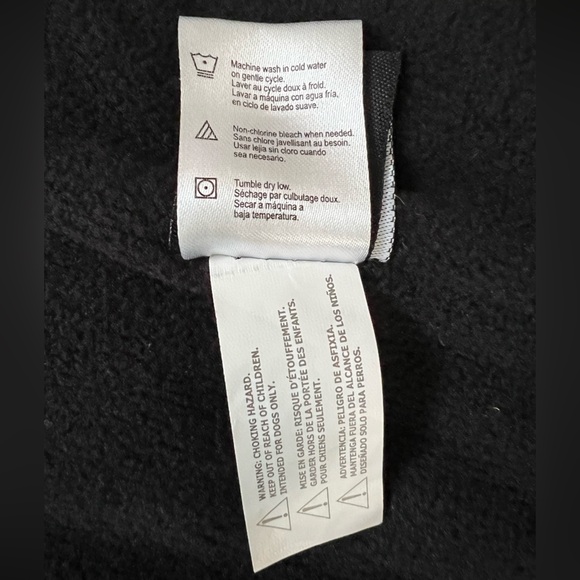 Machine wash in cold water
on gentle cycle.
Laver au cycle doux à froid.
Lavar a máquina con agua fría,
en ciclo de lavado suave.
Non-chlorine bleach when needed.
Sans chlore javellisant au besoin.
Usar lejía sin cloro cuando
sea necesario.
Tumble dry low.
Séchage par culbutage doux.
Secar a máquina a
baja temperatura.
WARNING: CHOKING HAZARD.
KEEP OUT OF REACH OF CHILDREN.
INTENDED FOR DOGS ONLY.
MISE EN GARDE: RISQUE D'ÉTOUFFEMENT.
GARDER HORS DE LA PORTÉE DES ENFANTS.
POUR CHIENS SEULEMENT.
ADVERTENCIA: PELIGRO DE ASFIXIA.
MANTENGA FUERA DEL ALCANCE DE LOS NIÑOS.
DISEÑADO SOLO PARA PERROS.